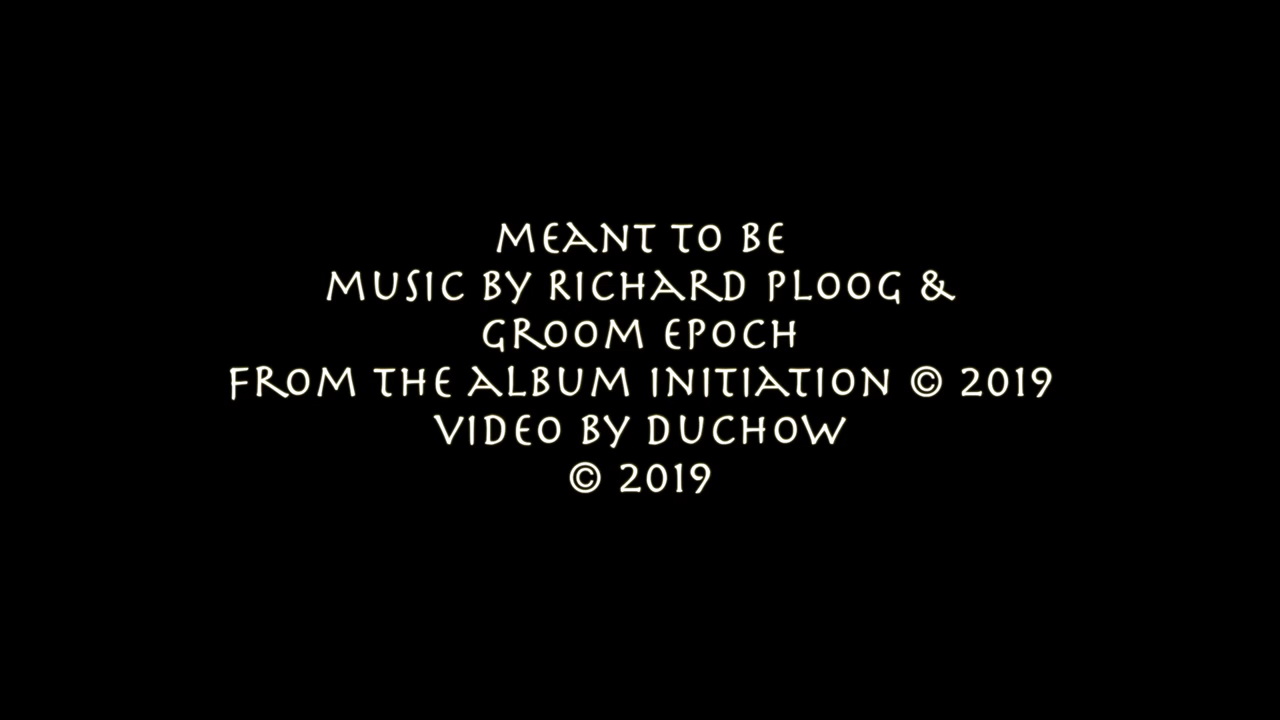 MEANT TO BE
MUSIC BY RICHARD PLOOG &
GROOM EPOCH
FROM THE ALBUM INITIATION © 2019
VIDEO BY DUCHOW
© 2019